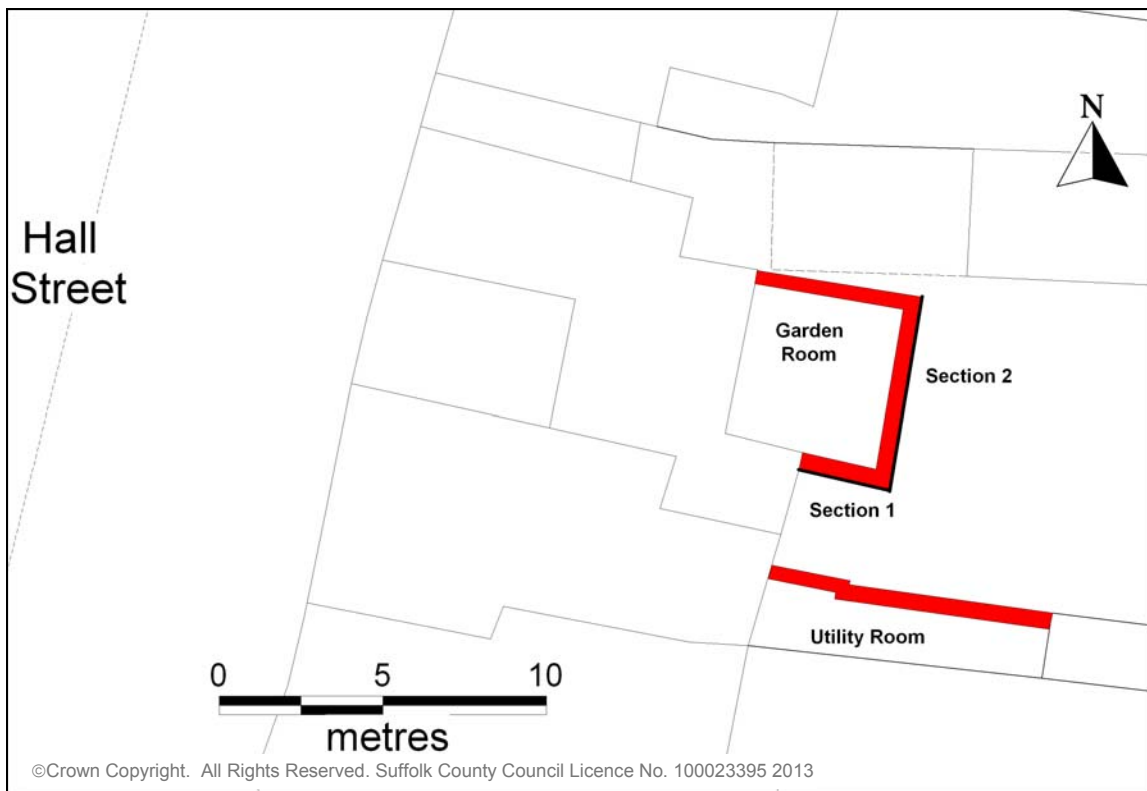 N
Hall
Street
Garden
Room
Section 2
Section 1
Utility Room
0 5 10
metres
©Crown Copyright. All Rights Reserved. Suffolk County Council Licence No. 100023395 2013